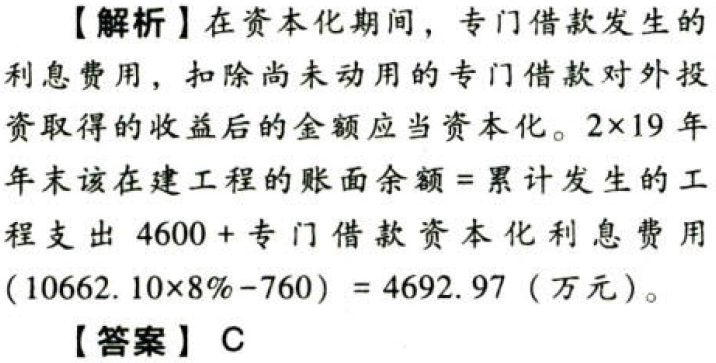 【解析】在资本化期间，专门借款发生的
利息费用，扣除尚未动用的专门借款对外投
资取得的收益后的金额应当资本化。2×19 年
年末该在建工程的账面余额=累计发生的工
程支出 4600+专门借款资本化利息费用
(10662.10×8%-760) = 4692.97 (万元)。
【答案】 C